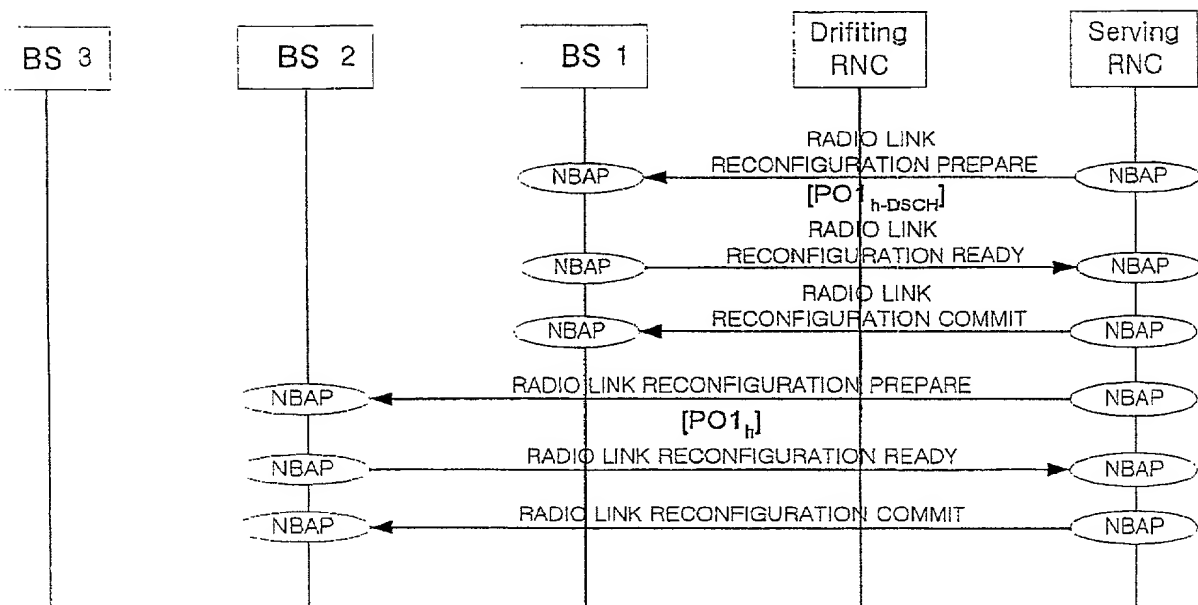 BS 3
BS 2
BS 1
Drifiting
RNC
Serving
RNC
RADIO LINK
NBAP
RECONFIGURATION PREPARE
NBAP
[PO1h-DSCH]
RADIO LINK
NBAP
RECONFIGURATION READY
NBAP
RADIO LINK
NBAP
RECONFIGURATION COMMIT
NBAP
NBAP
RADIO LINK RECONFIGURATION PREPARE
NBAP
[PO1h]
NBAP
RADIO LINK RECONFIGURATION READY
NBAP
NBAP
RADIO LINK RECONFIGURATION COMMIT
NBAP